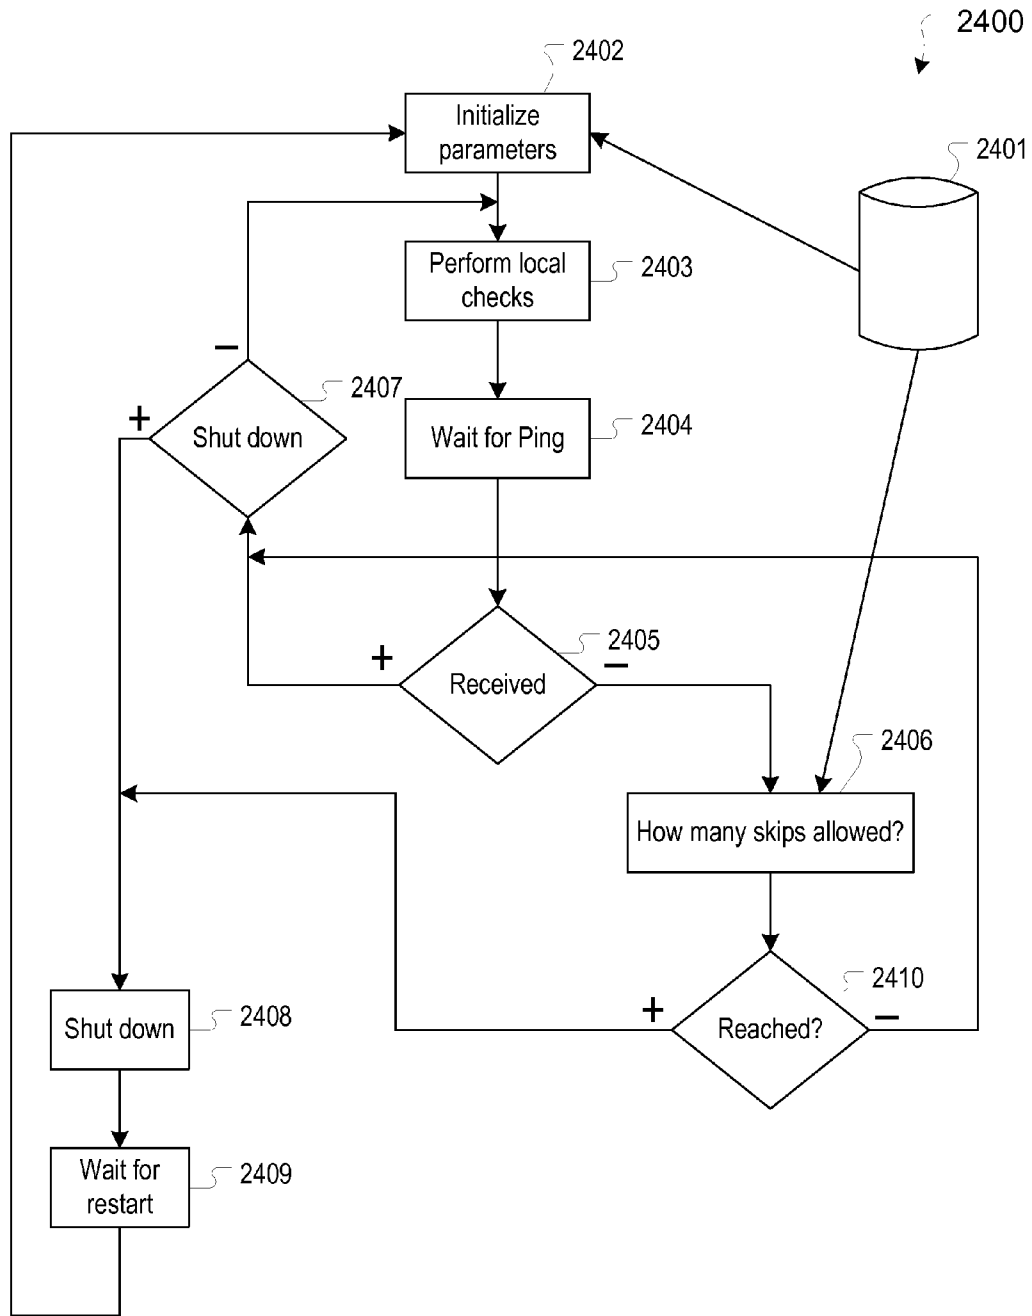 2400
2402
Initialize
parameters
2401
Perform local
checks
2403
−
2407
+
Shut down
Wait for Ping
2404
2405
+
−
Received
2406
How many skips allowed?
2410
+
−
Reached?
Shut down
2408
Wait for
restart
2409